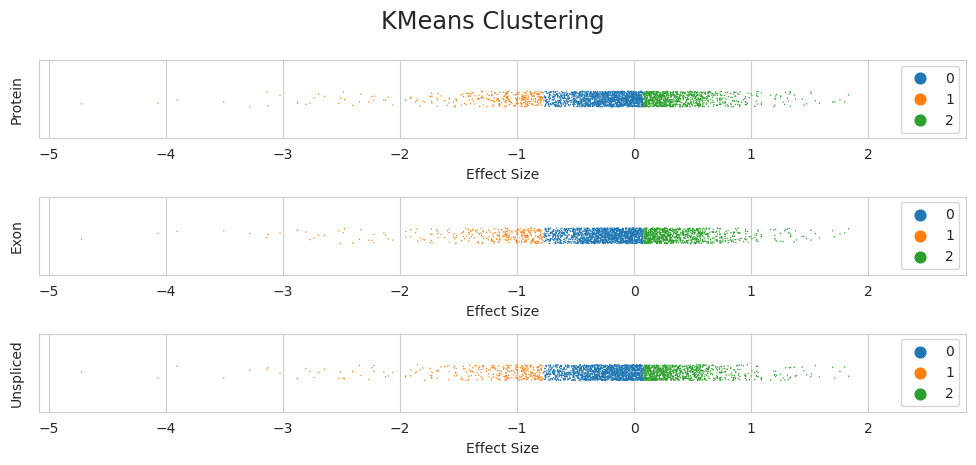 KMeans Clustering
Protein
0
1
2
−5 −4 −3 −2 −1 0 1 2
Effect Size
Exon
0
1
2
−5 −4 −3 −2 −1 0 1 2
Effect Size
Unspliced
0
1
2
−5 −4 −3 −2 −1 0 1 2
Effect Size